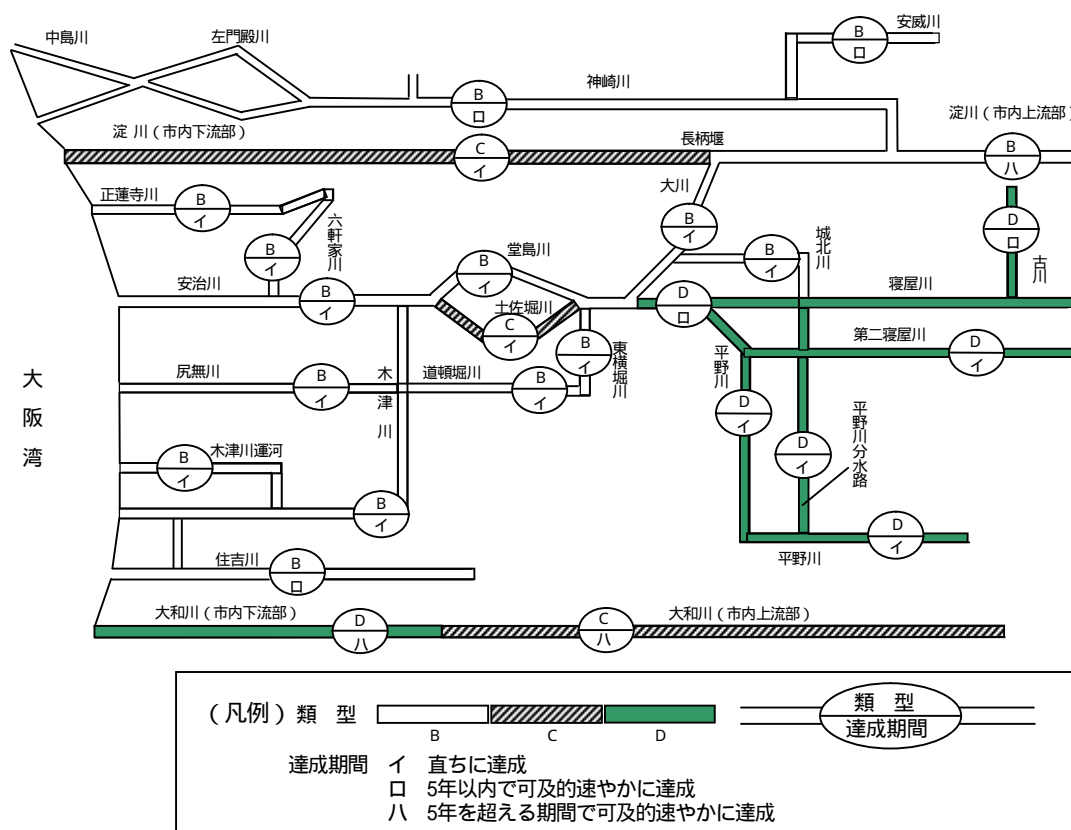 安威川
B
ロ
中島川
左門殿川
神崎川
B
ロ
淀川（市内上流部）
淀 川（市内下流部）
長柄堰
C
イ
B
ハ
大川
正蓮寺川
B
イ
六軒家川
B
イ
B
イ
城北川
B
イ
D
ロ
古川
堂島川
B
イ
安治川
B
イ
土佐堀川
C
イ
D
ロ
寝屋川
第二寝屋川
D
イ
B
イ
東横堀川
平野川
D
イ
大阪湾
尻無川
B
イ
木津川
道頓堀川
B
イ
平野川分水路
D
イ
木津川運河
B
イ
B
イ
D
イ
平野川
住吉川
B
ロ
大和川（市内下流部）
D
ハ
C
ハ
大和川（市内上流部）
（凡例）類 型
B
C
D
類 型
達成期間
達成期間 イ 直ちに達成
ロ 5年以内で可及的速やかに達成
ハ 5年を超える期間で可及的速やかに達成